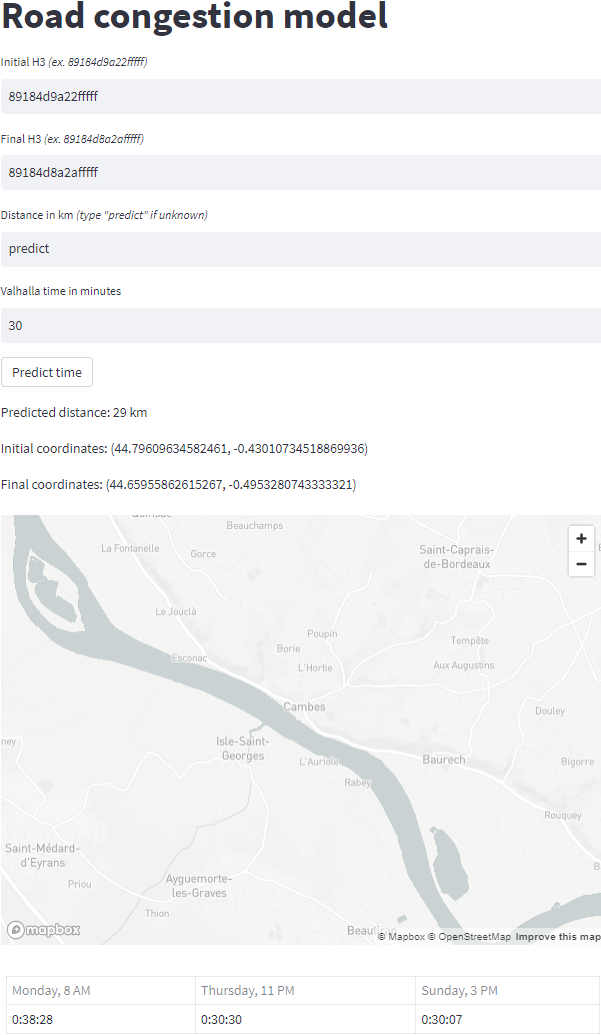 Road congestion model
Initial H3 (ex. 89184d9a22fffff)
89184d9a22fffff
Final H3 (ex. 89184d8a2afffff)
89184d8a2afffff
Distance in km (type "predict" if unknown)
predict
Valhalla time in minutes
30
Predict time
Predicted distance: 29 km
Initial coordinates: (44.79609634582461, -0.43010734518869936)
Final coordinates: (44.65955862615267, -0.4953280743333321)
Beauchamps
La Fontanelle
Gorce
Saint-Caprais-
de-Bordeaux
+
−
Le Jouclà
Poupin
Tempête
Borie
Esconac
L'Hortie
Aux Augustins
Cambes
Douley
Isle-Saint-
Georges
L'Auriole
Baurech
Bigorre
Rabey
Rouquey
Saint-Médard-
d'Eyrans
Priou
Ayguemorte-
les-Graves
Thion
mapbox
© Mapbox © OpenStreetMap Improve this map
Monday, 8 AM Thursday, 11 PM Sunday, 3 PM
0:38:28 0:30:30 0:30:07